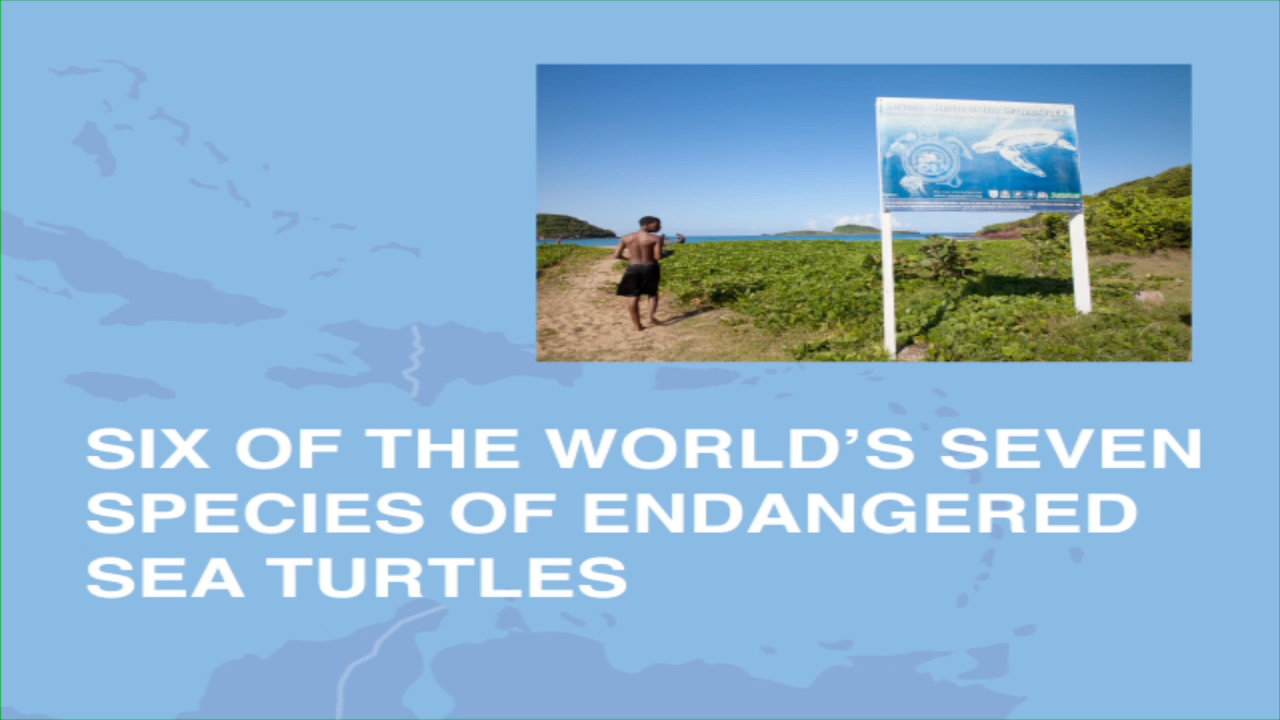 SIX OF THE WORLD’S SEVEN
SPECIES OF ENDANGERED
SEA TURTLES